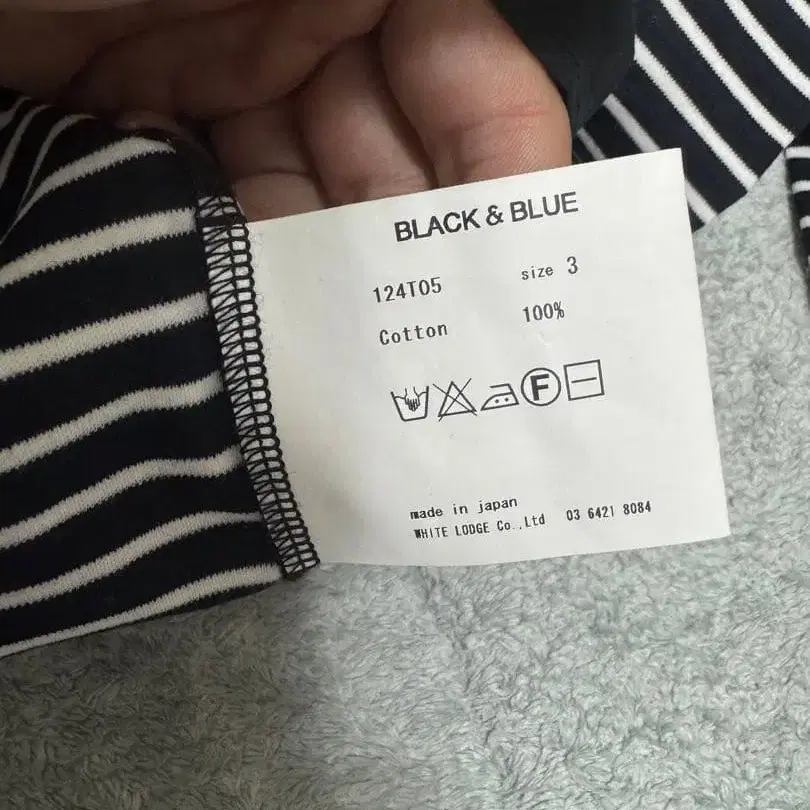 BLACK & BLUE
124T05 size 3
Cotton 100%
F
made in japan
WHITE LODGE Co.,Ltd 03 6421 8084